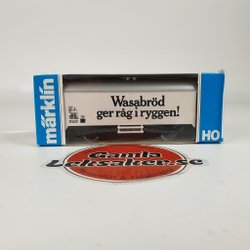 märklin
Wasabröd
ger råg i ryggen!
HO
Gamla
Leksaker.se